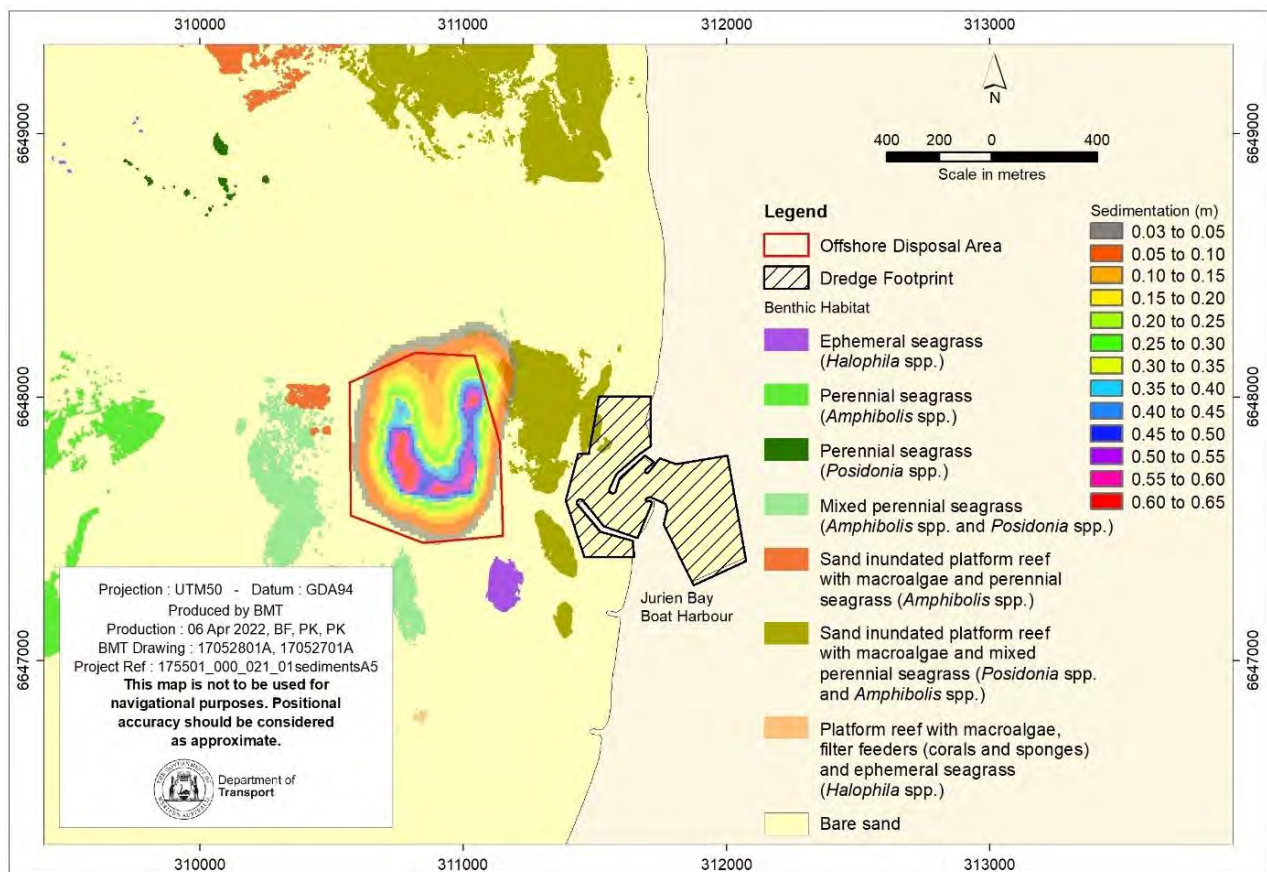 310000
311000
312000
313000
6649000
6648000
6647000
6649000
6648000
6647000
N
400 200 0 400
Scale in metres
Legend
Offshore Disposal Area
Dredge Footprint
Benthic Habitat
Ephemeral seagrass
(Halophila spp.)
Perennial seagrass
(Amphibolis spp.)
Perennial seagrass
(Posidonia spp.)
Mixed perennial seagrass
(Amphibolis spp. and Posidonia spp.)
Sand inundated platform reef
with macroalgae and perennial
seagrass (Amphibolis spp.)
Sand inundated platform reef
with macroalgae and mixed
perennial seagrass (Posidonia spp.
and Amphibolis spp.)
Platform reef with macroalgae,
filter feeders (corals and sponges)
and ephemeral seagrass
(Halophila spp.)
Bare sand
Sedimentation (m)
0.03 to 0.05
0.05 to 0.10
0.10 to 0.15
0.15 to 0.20
0.20 to 0.25
0.25 to 0.30
0.30 to 0.35
0.35 to 0.40
0.40 to 0.45
0.45 to 0.50
0.50 to 0.55
0.55 to 0.60
0.60 to 0.65
Jurien Bay
Boat Harbour
Projection : UTM50 - Datum : GDA94
Produced by BMT
Production : 06 Apr 2022, BF, PK, PK
BMT Drawing : 17052801A, 17052701A
Project Ref : 175501_000_021_01sedimentsA5
This map is not to be used for
navigational purposes. Positional
accuracy should be considered
as approximate.
Department of
Transport
310000
311000
312000
313000